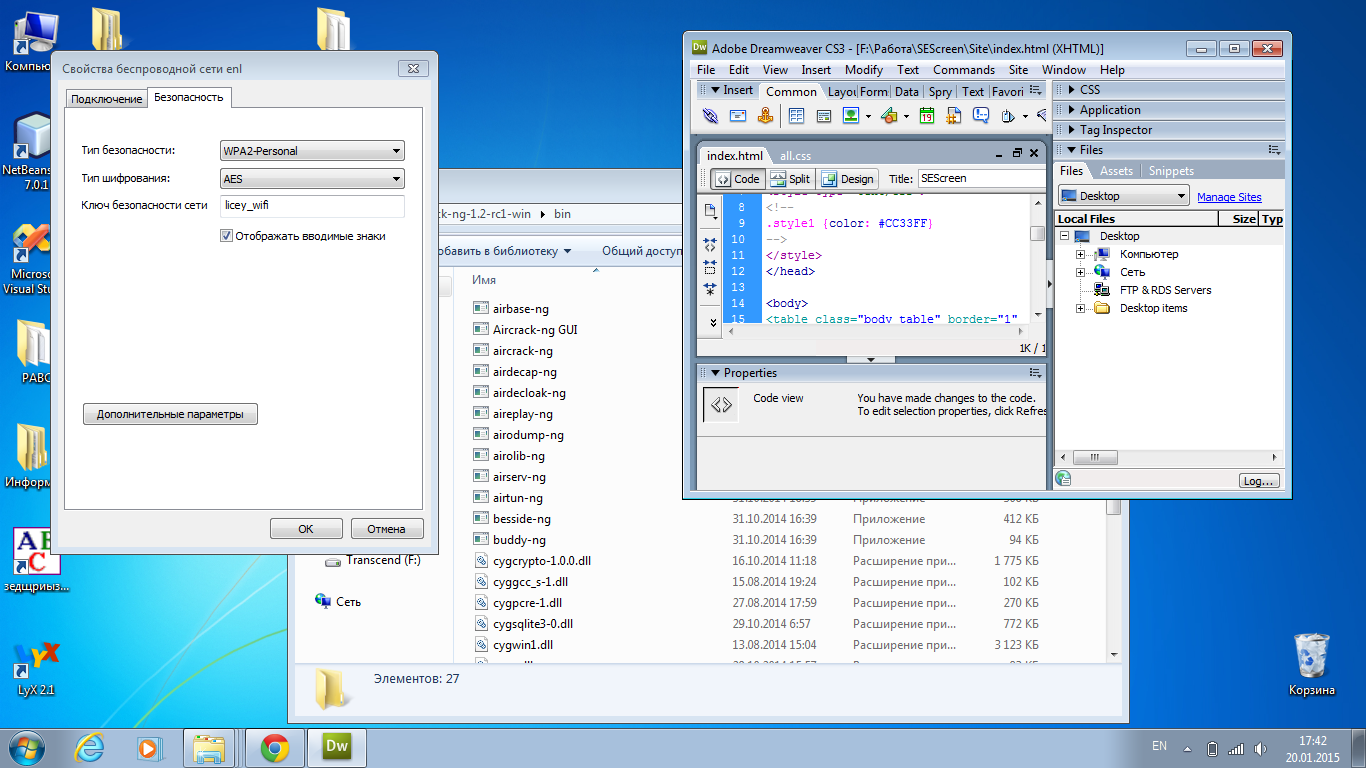 Компью
NetBeans
7.0.1
Microso
Visual Stu
РАВС
Информ
зедщриыз...
LyX 2.1
Корзина
Свойства беспроводной сети enl
Подключение
Безопасность
Тип безопасности:
WPA2-Personal
Тип шифрования:
AES
Ключ безопасности сети
licey_wifi
Отображать вводимые знаки
Дополнительные параметры
ОК
Отмена
ck-ng-1.2-rc1-win
bin
обавить в библиотеку
Общий доступ
Имя
airbase-ng
Aircrack-ng GUI
aircrack-ng
airdecap-ng
airdecloak-ng
aireplay-ng
airodump-ng
airolib-ng
airserv-ng
airtun-ng
besside-ng 31.10.2014 16:39 Приложение 412 КБ
buddy-ng 31.10.2014 16:39 Приложение 94 КБ
cygcrypto-1.0.0.dll 16.10.2014 11:18 Расширение при... 1 775 КБ
cyggcc_s-1.dll 15.08.2014 19:24 Расширение при... 102 КБ
cygpcre-1.dll 27.08.2014 17:59 Расширение при... 270 КБ
cygsqlite3-0.dll 29.10.2014 6:57 Расширение при... 772 КБ
cygwin1.dll 13.08.2014 15:04 Расширение при... 3 123 КБ
Transcend (F:)
Сеть
Элементов: 27
Adobe Dreamweaver CS3 - [F:\Работа\SEScreen\Site\index.html (XHTML)]
File Edit View Insert Modify Text Commands Site Window Help
Insert Common Layou Form Data Spry Text Favori
19
index.html all.css
Code Split Design Title: SEScreen
8 <!--
9 .style1 {color: #CC33FF}
10 -->
11 </style>
12 </head>
13
14 <body>
15 <table class="body_table" border="1"
1K / 1
Properties
Code view
You have made changes to the code.
To edit selection properties, click Refres
CSS
Application
Tag Inspector
Files
Files Assets Snippets
Desktop Manage Sites
Local Files Size Typ
Desktop
Компьютер
Сеть
FTP & RDS Servers
Desktop items
Log...
Dw
EN
17:42
20.01.2015